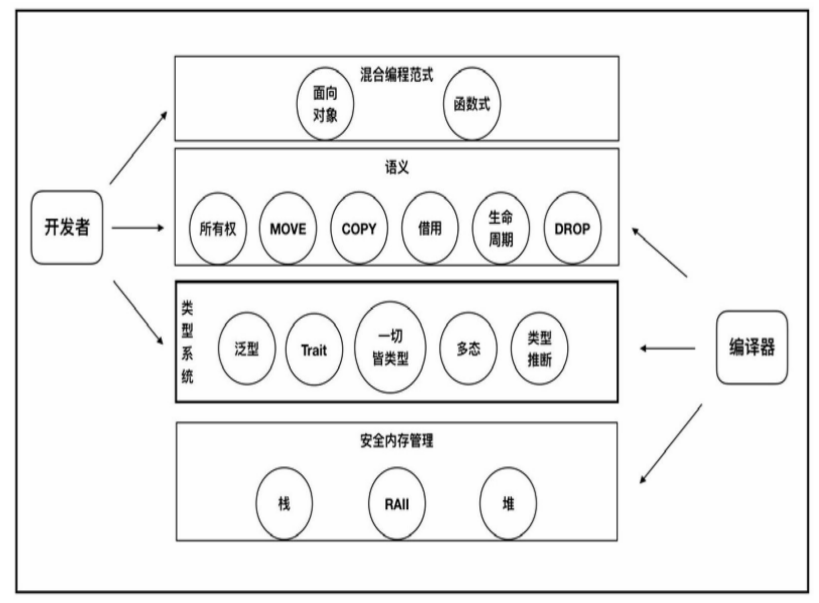 混合编程范式
面向
对象
函数式
语义
开发者
所有权
MOVE
COPY
借用
生命
周期
DROP
类
型
系
统
泛型
Trait
一切
皆类型
多态
类型
推断
编译器
安全内存管理
栈
RAII
堆